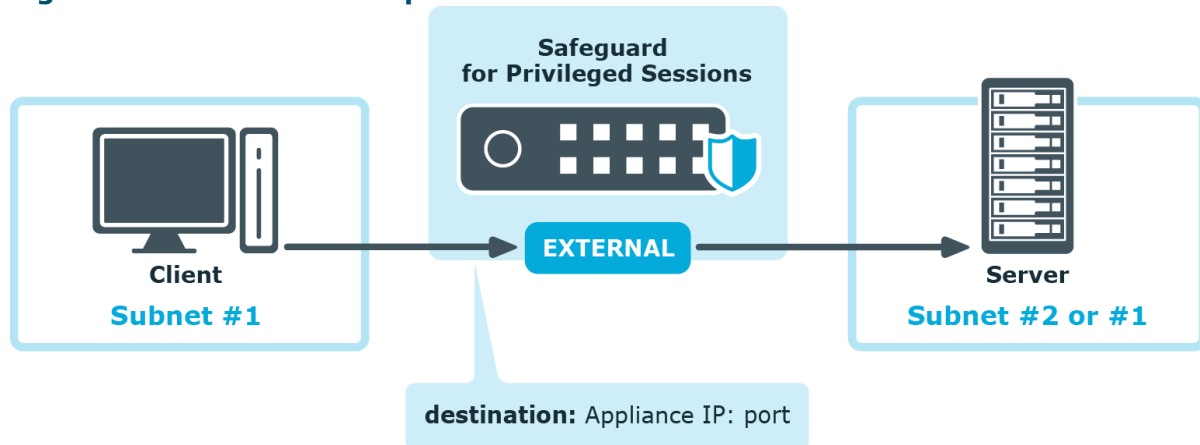 Safeguard
for Privileged Sessions
EXTERNAL
Client
Subnet #1
Server
Subnet #2 or #1
destination: Appliance IP: port